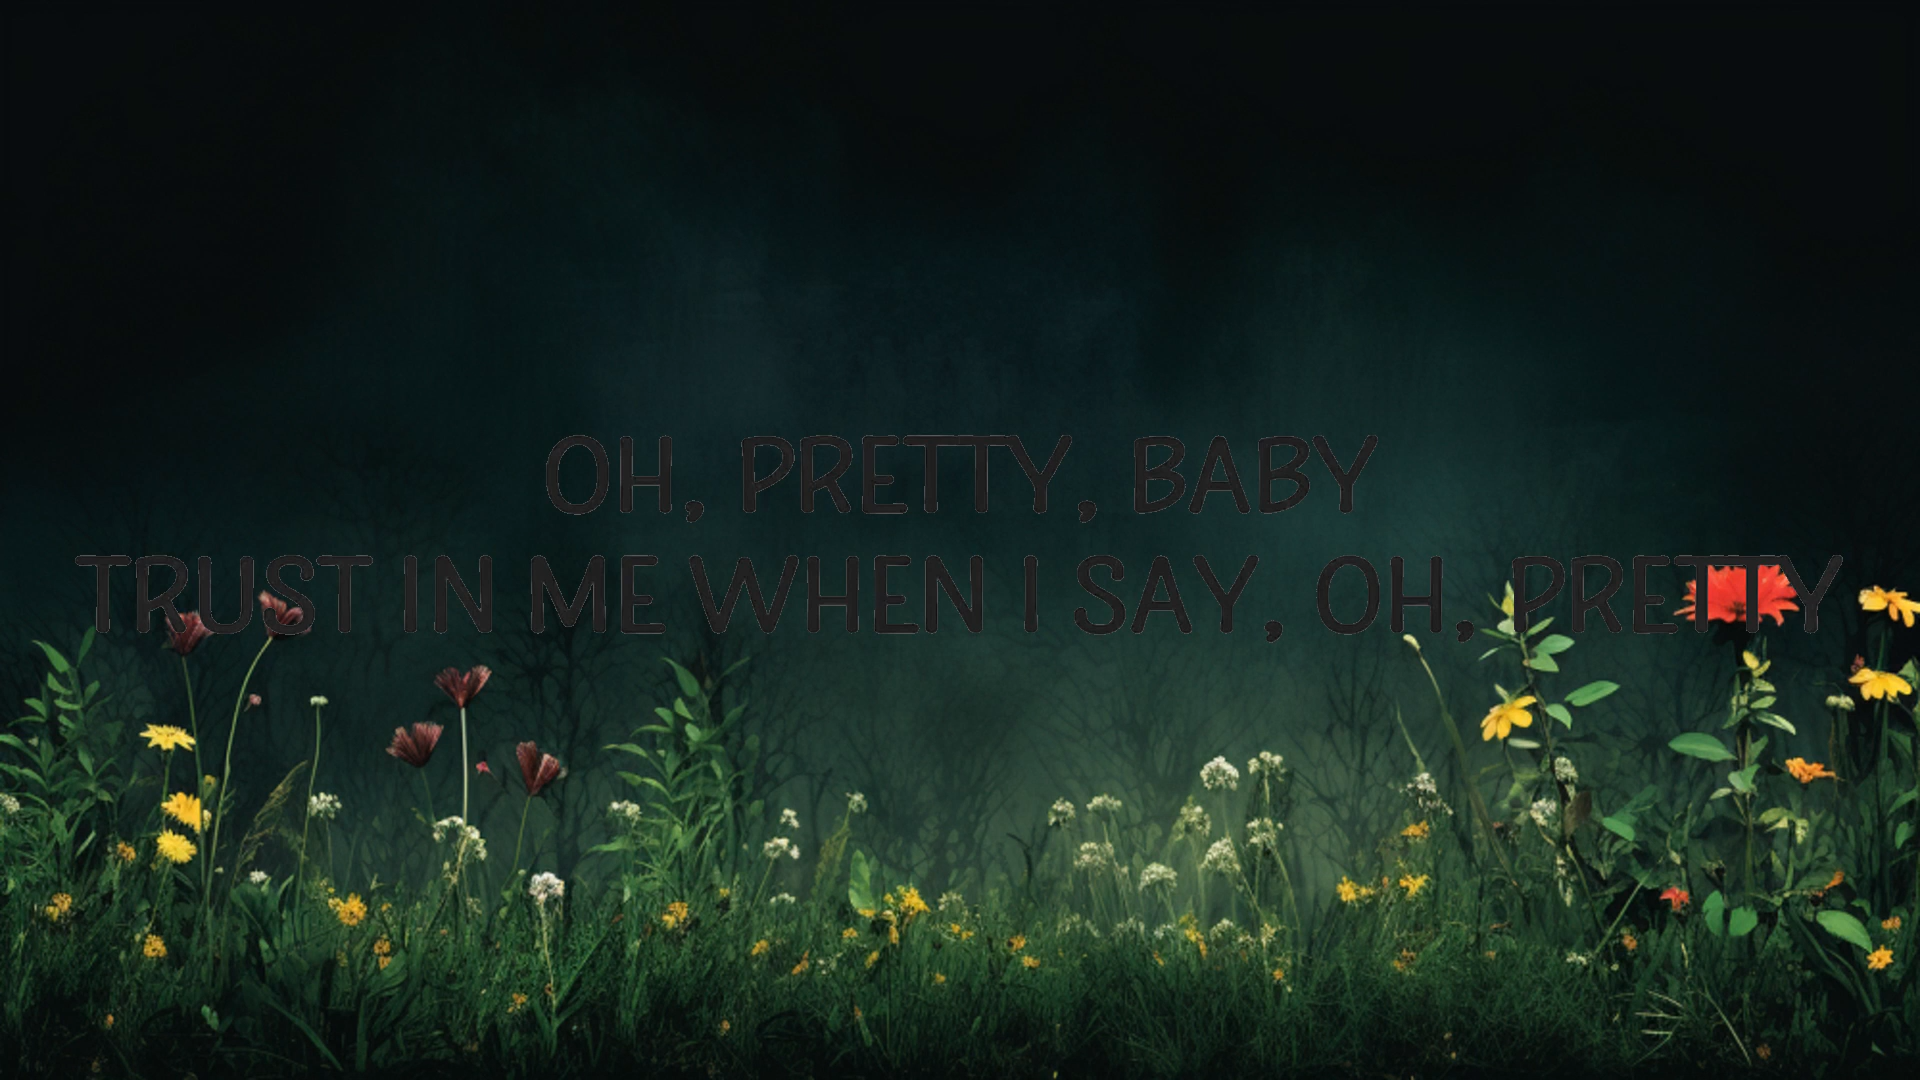 OH, PRETTY, BABY
TRUST IN ME WHEN I SAY, OH, PRETTY